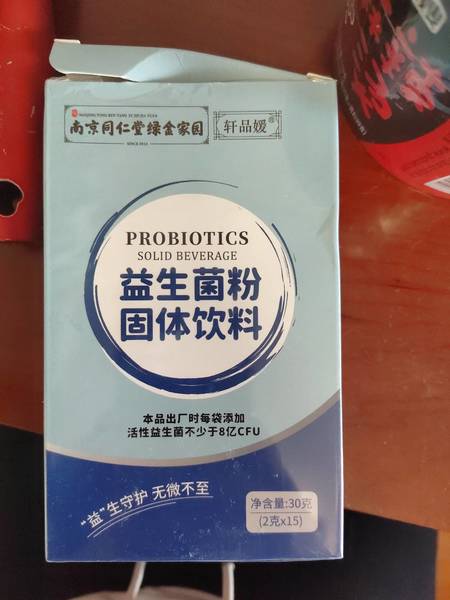 南京同仁堂绿金家园
SINCE 2014
轩品媛®
PROBIOTICS
SOLID BEVERAGE
益生菌粉
固体饮料
本品出厂时每袋添加
活性益生菌不少于8亿CFU
“益”生守护 无微不至
净含量:30克
(2克x15)